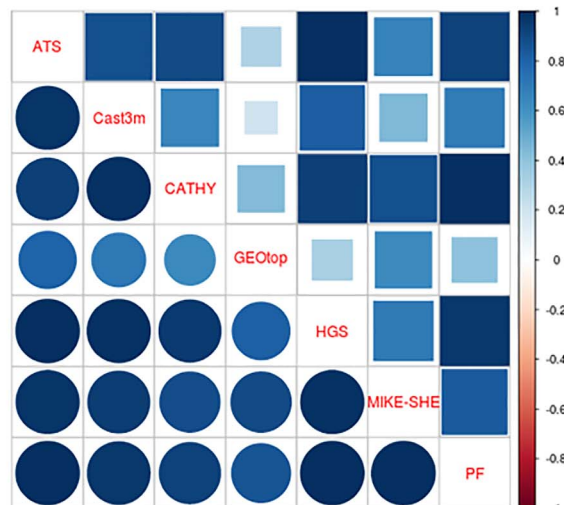 ATS
Cast3m
CATHY
GEOtop
HGS
MIKE-SHE
PF
1
0.8
0.6
0.4
0.2
0
-0.2
-0.4
-0.6
-0.8